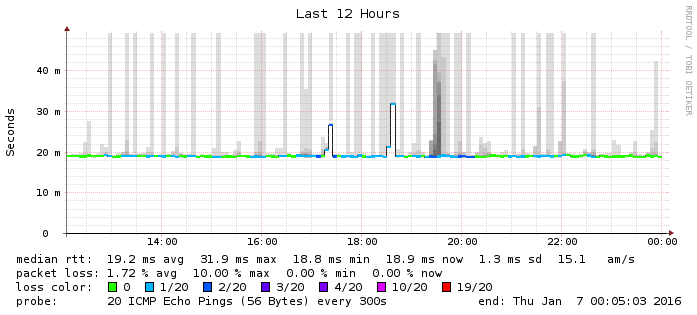 Last 12 Hours
RRDTOOL / TOBI OETIKER
Seconds
40 m
30 m
20 m
10 m
0
14:00 16:00 18:00 20:00 22:00 00:00
median rtt: 19.2 ms avg 31.9 ms max 18.8 ms min 18.9 ms now 1.3 ms sd 15.1 am/s
packet loss: 1.72 % avg 10.00 % max 0.00 % min 0.00 % now
loss color: 0 1/20 2/20 3/20 4/20 10/20 19/20
probe: 20 ICMP Echo Pings (56 Bytes) every 300s end: Thu Jan 7 00:05:03 2016